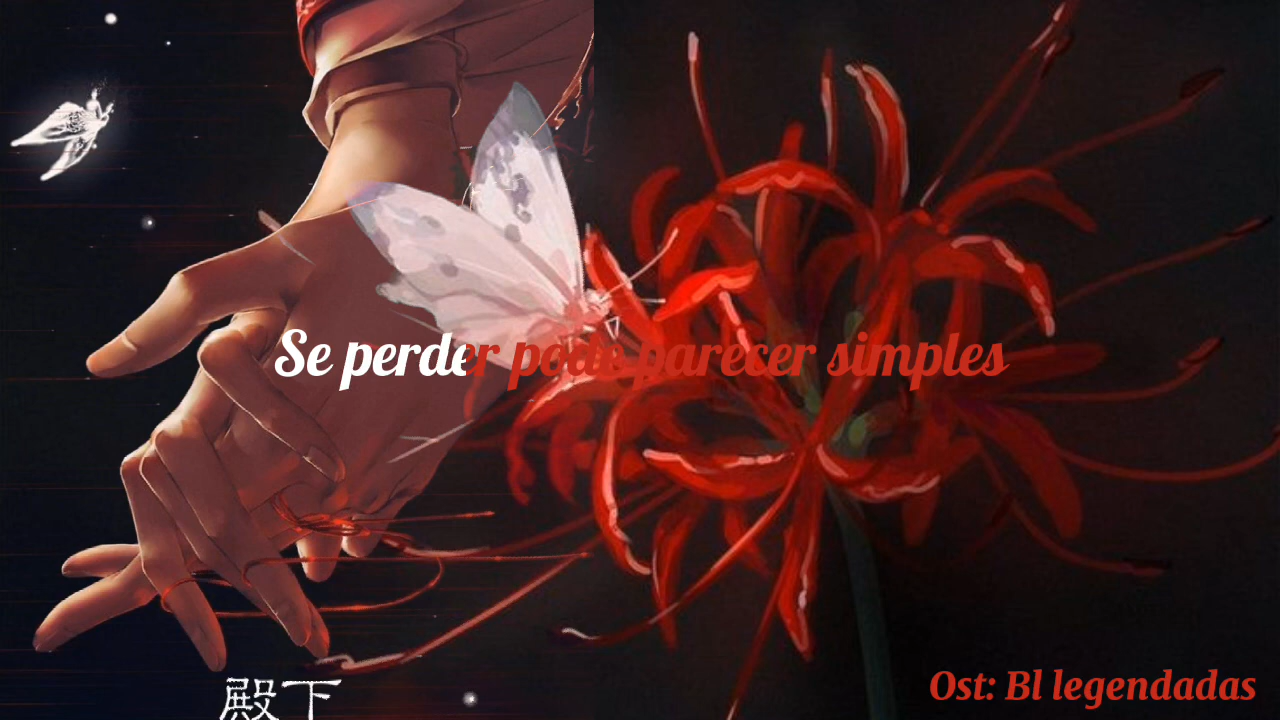 Se perder pode parecer simples
殿下
Ost: Bl legendadas